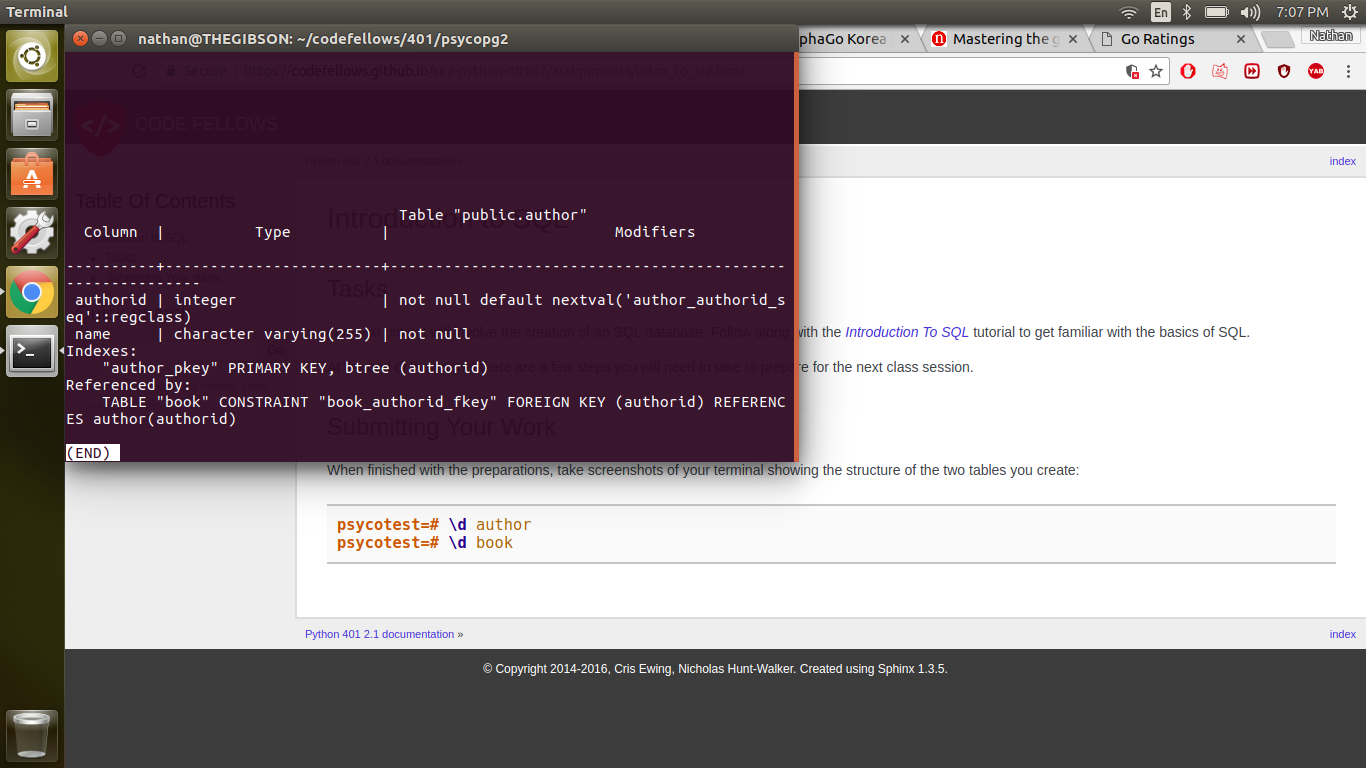 Terminal
En
7:07 PM
nathan@THEGIBSON: ~/codefellows/401/psycopg2
phaGo Korea
Mastering the g
Go Ratings
Nathan
Secure
https://codefellows.github.io/sea-python-401d7/assignments/intro_to_sql
YAB
CODE FELLOWS
Python 401 2.1 documentation »
index
Table Of Contents
Introduction to SQL
Tasks
Table "public.author"
Column | Type | Modifiers
----------+------------------------+--------------------------------------------
---------------
authorid | integer | not null default nextval('author_authorid_s
eq'::regclass)
name | character varying(255) | not null
Indexes:
"author_pkey" PRIMARY KEY, btree (authorid)
Referenced by:
TABLE "book" CONSTRAINT "book_authorid_fkey" FOREIGN KEY (authorid) REFERENC
ES author(authorid)
(END)
the creation of an SQL database. Follow along with the Introduction To SQL tutorial to get familiar with the basics of SQL.
are a few steps you will need to take to prepare for the next class session.
Submitting Your Work
When finished with the preparations, take screenshots of your terminal showing the structure of the two tables you create:
psycotest=# \d author
psycotest=# \d book
Python 401 2.1 documentation »
index
© Copyright 2014-2016, Cris Ewing, Nicholas Hunt-Walker. Created using Sphinx 1.3.5.